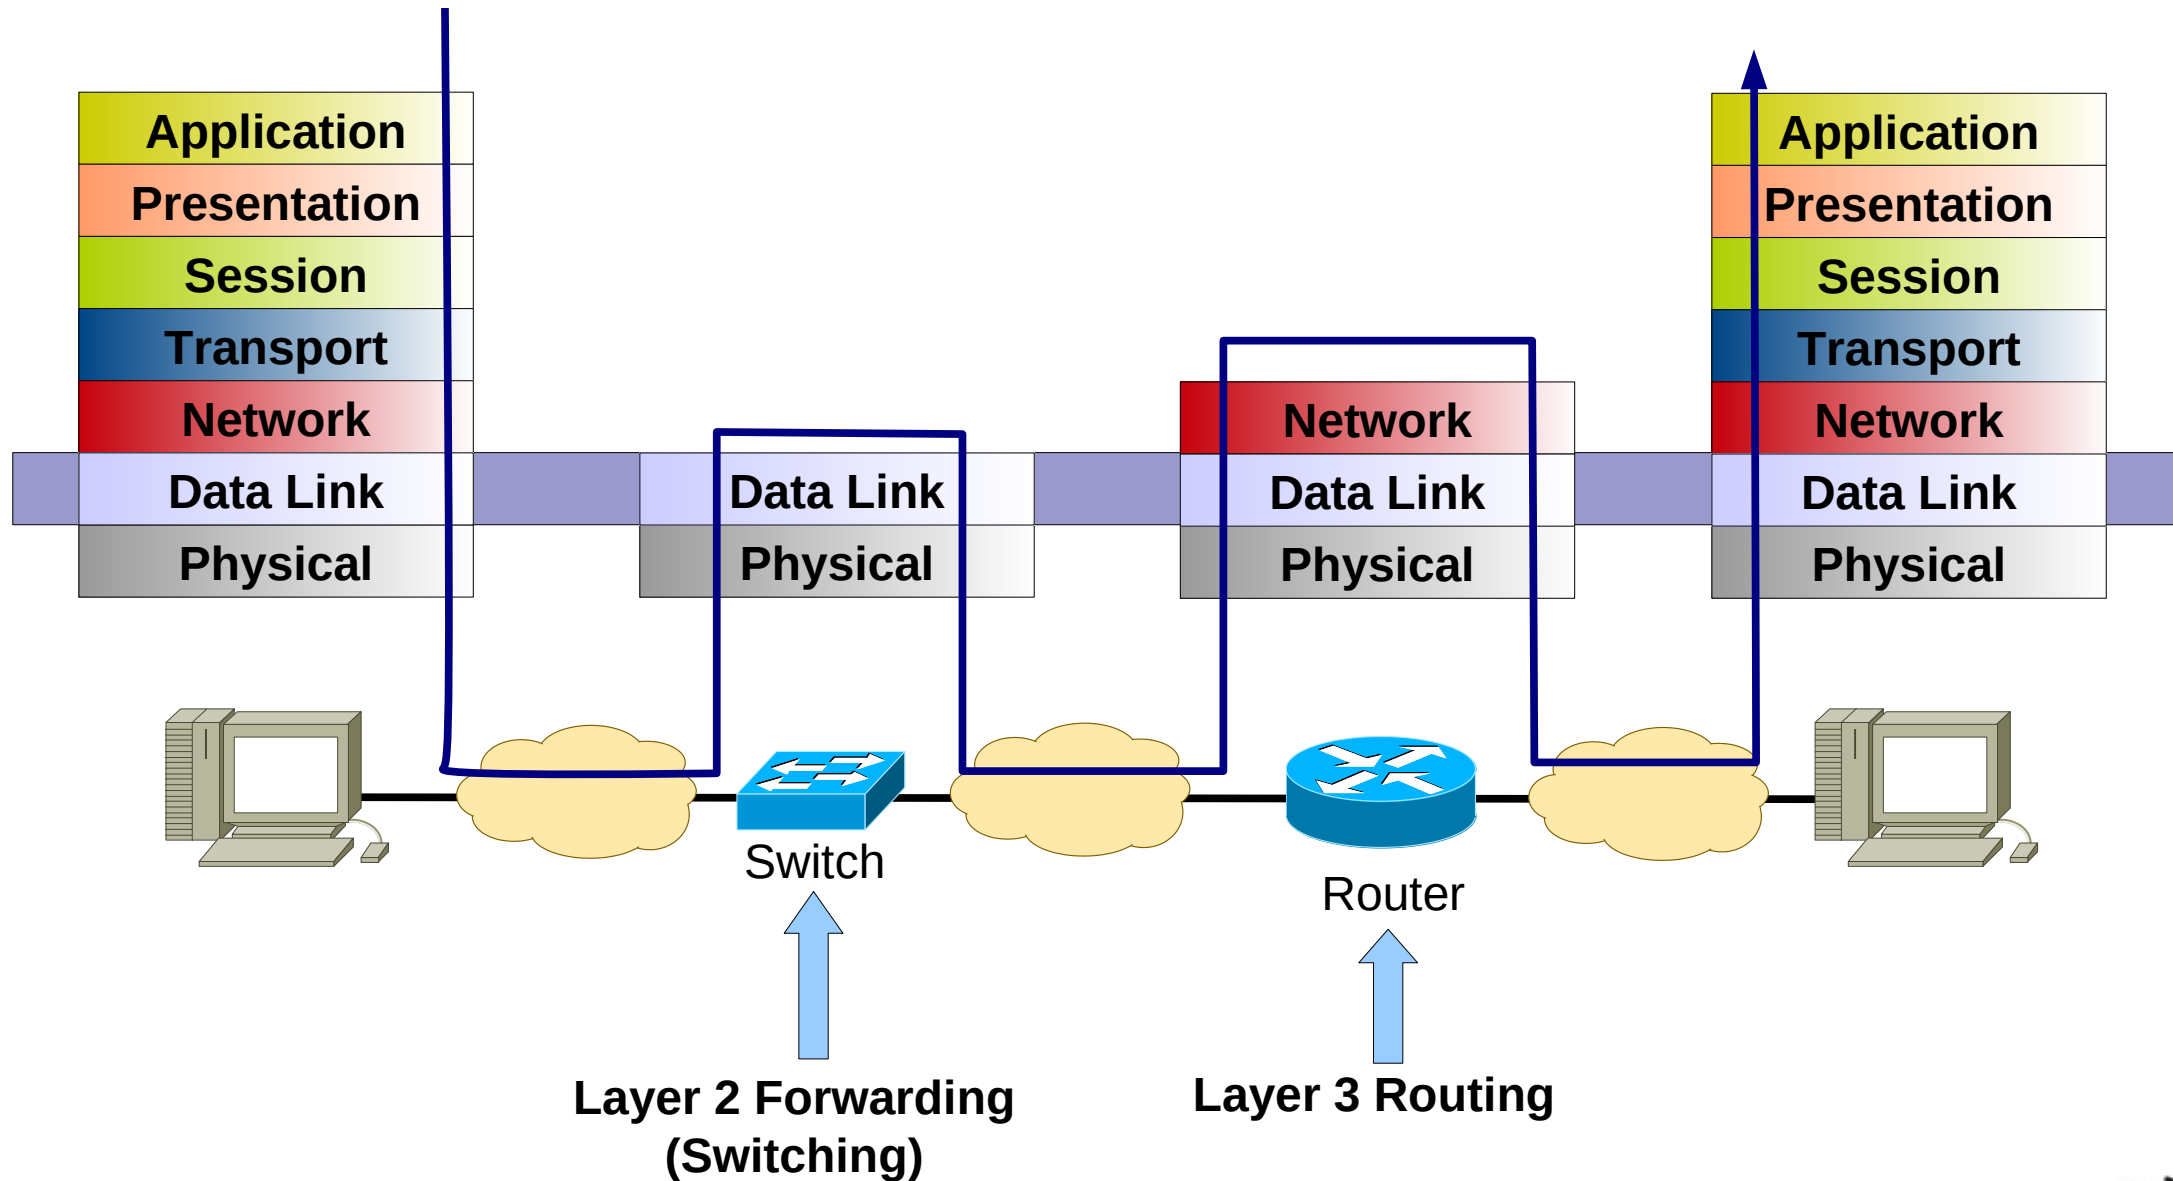 Application
Presentation
Session
Transport
Network
Data Link
Physical
Data Link
Physical
Network
Data Link
Physical
Application
Presentation
Session
Transport
Network
Data Link
Physical
Switch
Router
Layer 2 Forwarding
(Switching)
Layer 3 Routing